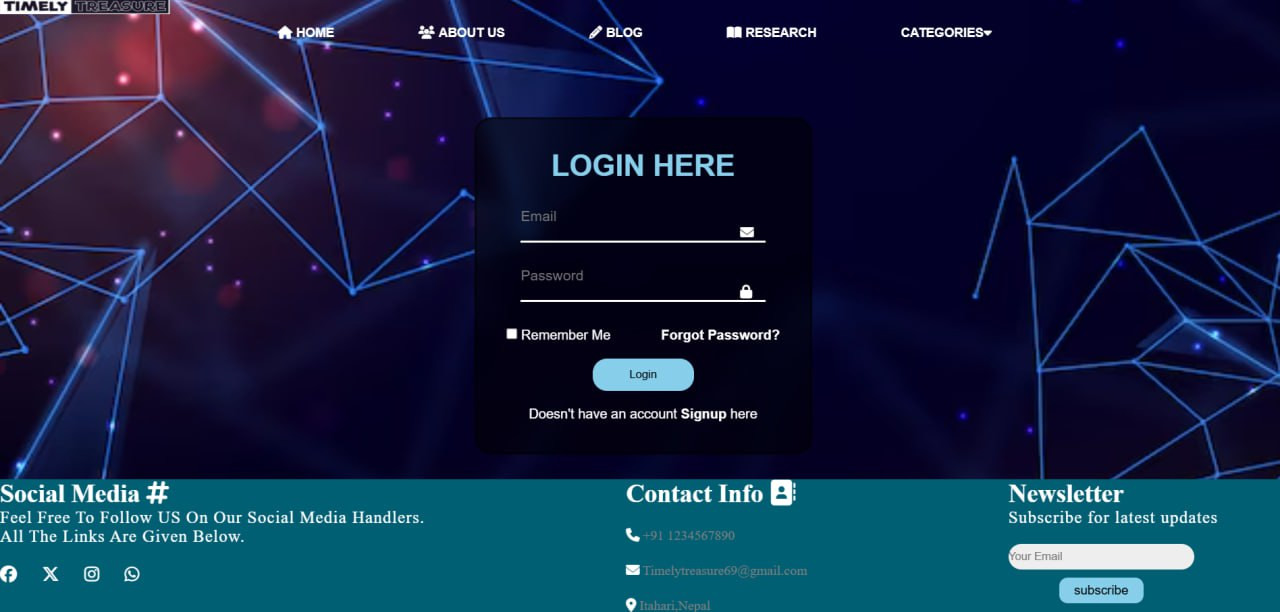 TIMELY TREASURE
HOME ABOUT US BLOG RESEARCH CATEGORIES
LOGIN HERE
Email
Password
Remember Me Forgot Password?
Login
Doesn't have an account Signup here
Social Media #
Feel Free To Follow US On Our Social Media Handlers.
All The Links Are Given Below.
Contact Info
+91 1234567890
Timelytreasure69@gmail.com
Itahari,Nepal
Newsletter
Subscribe for latest updates
Your Email
subscribe